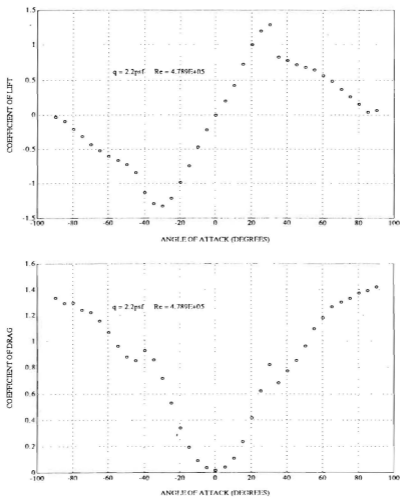 1.5
1
0.5
0
-0.5
-1
-1.5
COEFFICIENT OF LIFT
q = 2.2psf Re = 4.789E+05
-100 -80 -60 -40 -20 0 20 40 60 80 100
ANGLE OF ATTACK (DEGREES)
1.6
1.4
1.2
1
0.8
0.6
0.4
0.2
0
COEFFICIENT OF DRAG
q = 2.2psf Re = 4.789E+05
-100 -80 -60 -40 -20 0 20 40 60 80 100
ANGLE OF ATTACK (DEGREES)